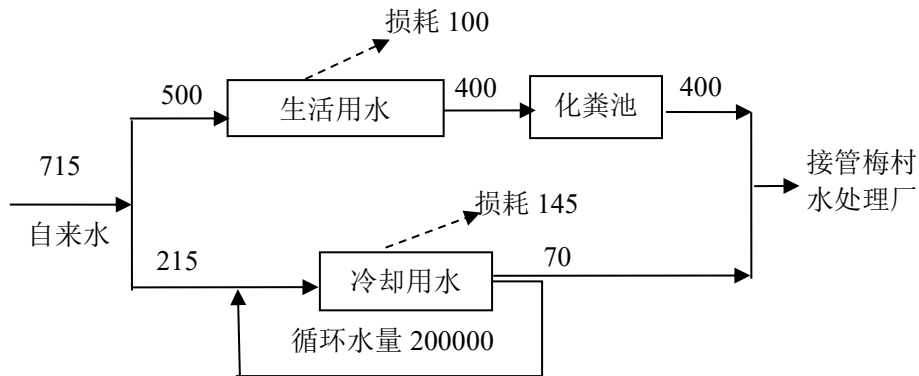 损耗 100
500
生活用水
400
化粪池
400
715
自来水
接管梅村
水处理厂
损耗 145
215
冷却用水
70
循环水量 200000